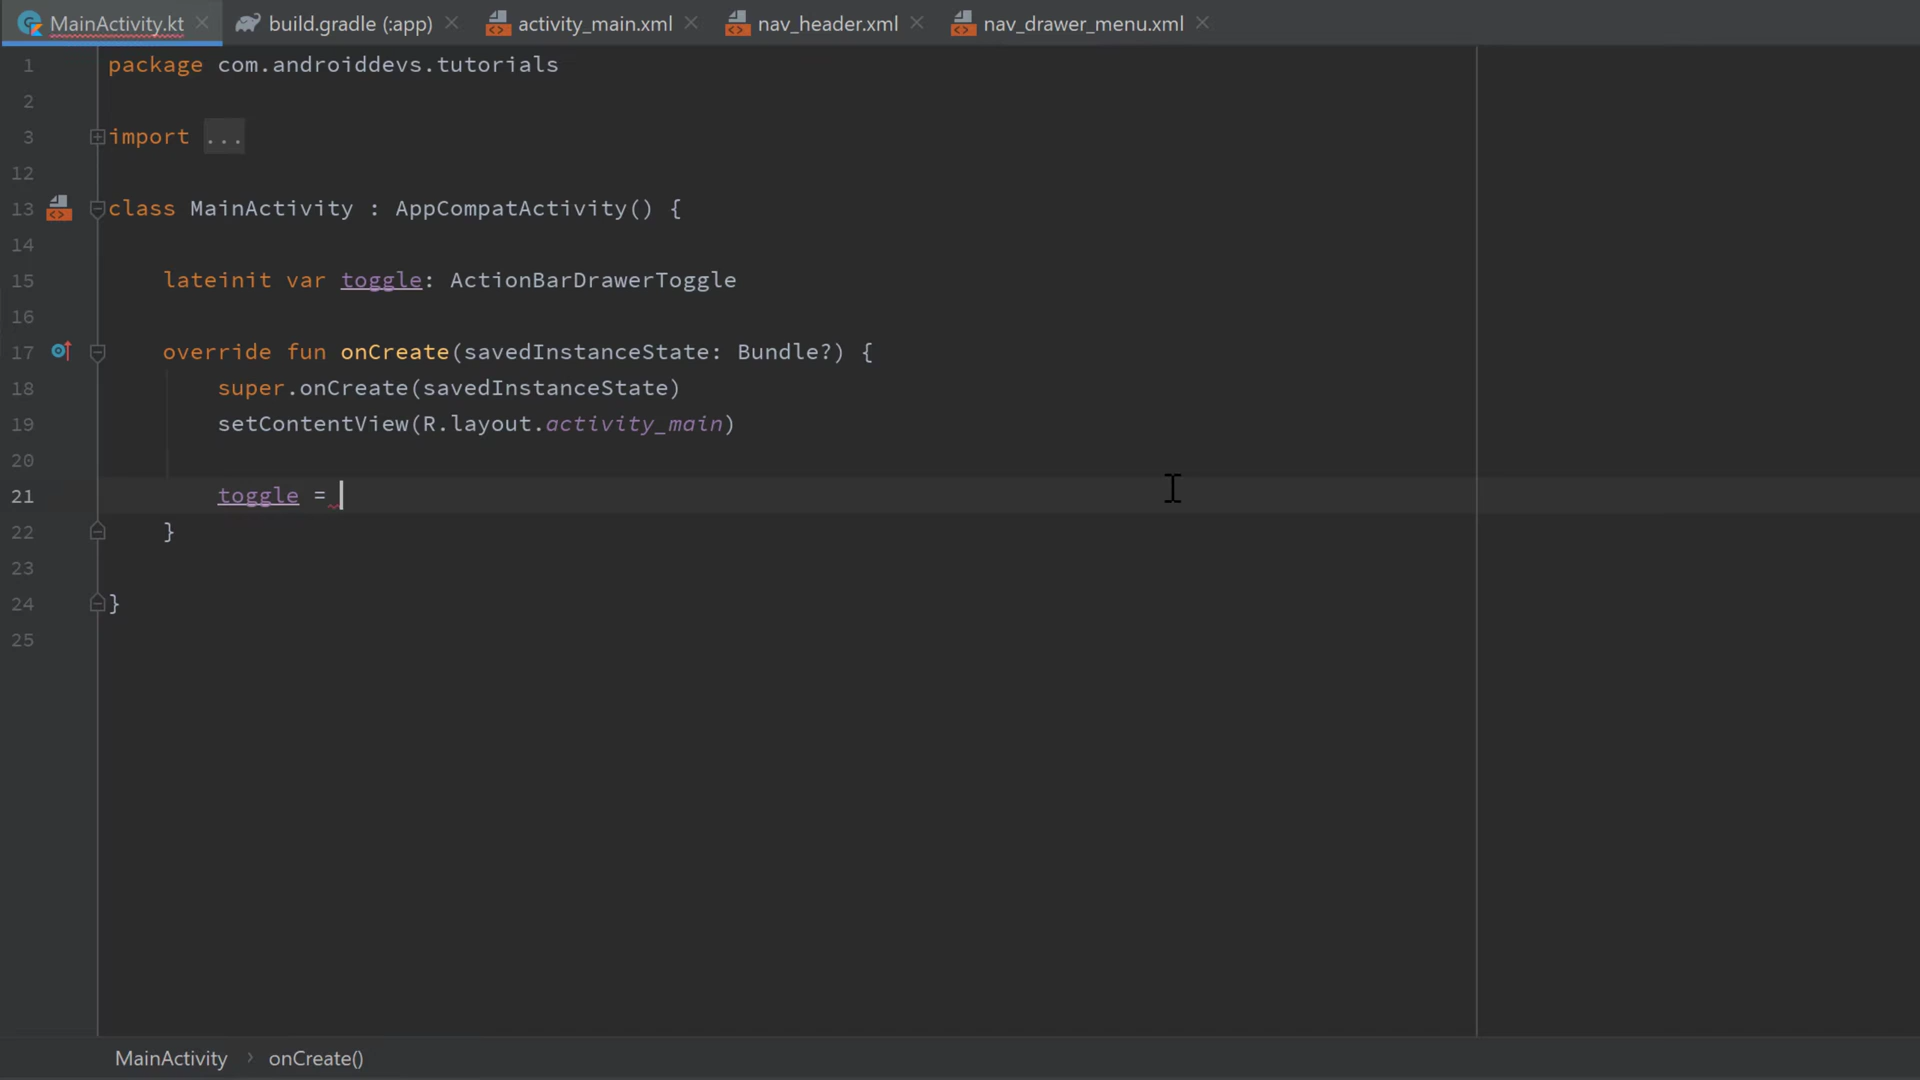 MainActivity.kt build.gradle (:app) activity_main.xml nav_header.xml nav_drawer_menu.xml
1 package com.androiddevs.tutorials
2
3 import ...
12
13 class MainActivity : AppCompatActivity() {
14
15 lateinit var toggle: ActionBarDrawerToggle
16
17 override fun onCreate(savedInstanceState: Bundle?) {
18 super.onCreate(savedInstanceState)
19 setContentView(R.layout.activity_main)
20
21 toggle =
22 }
23
24 }
25
MainActivity › onCreate()